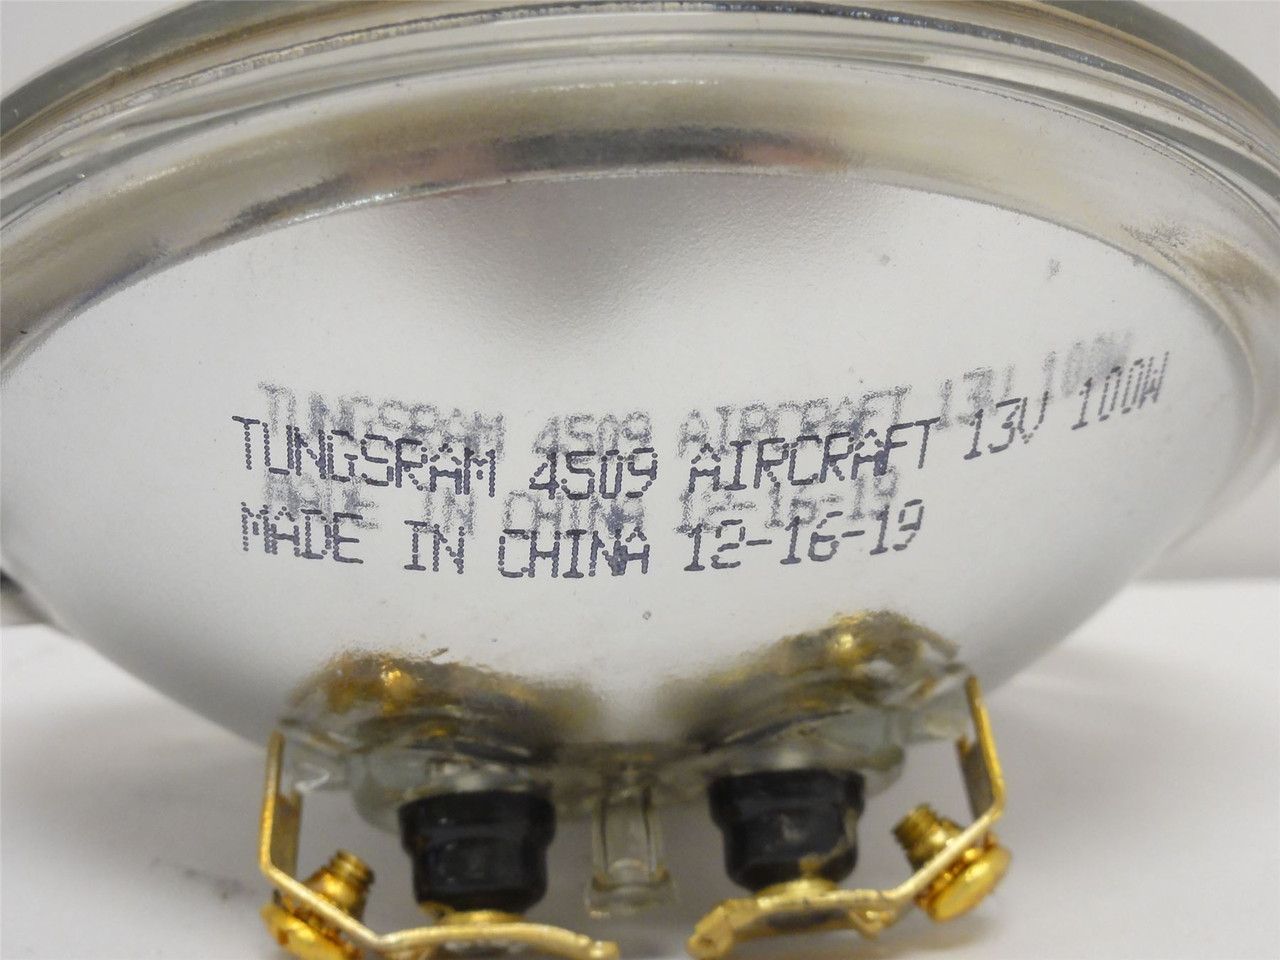 TUNGSRAM 4509 AIRCRAFT 13V 100W
MADE IN CHINA 12-16-19